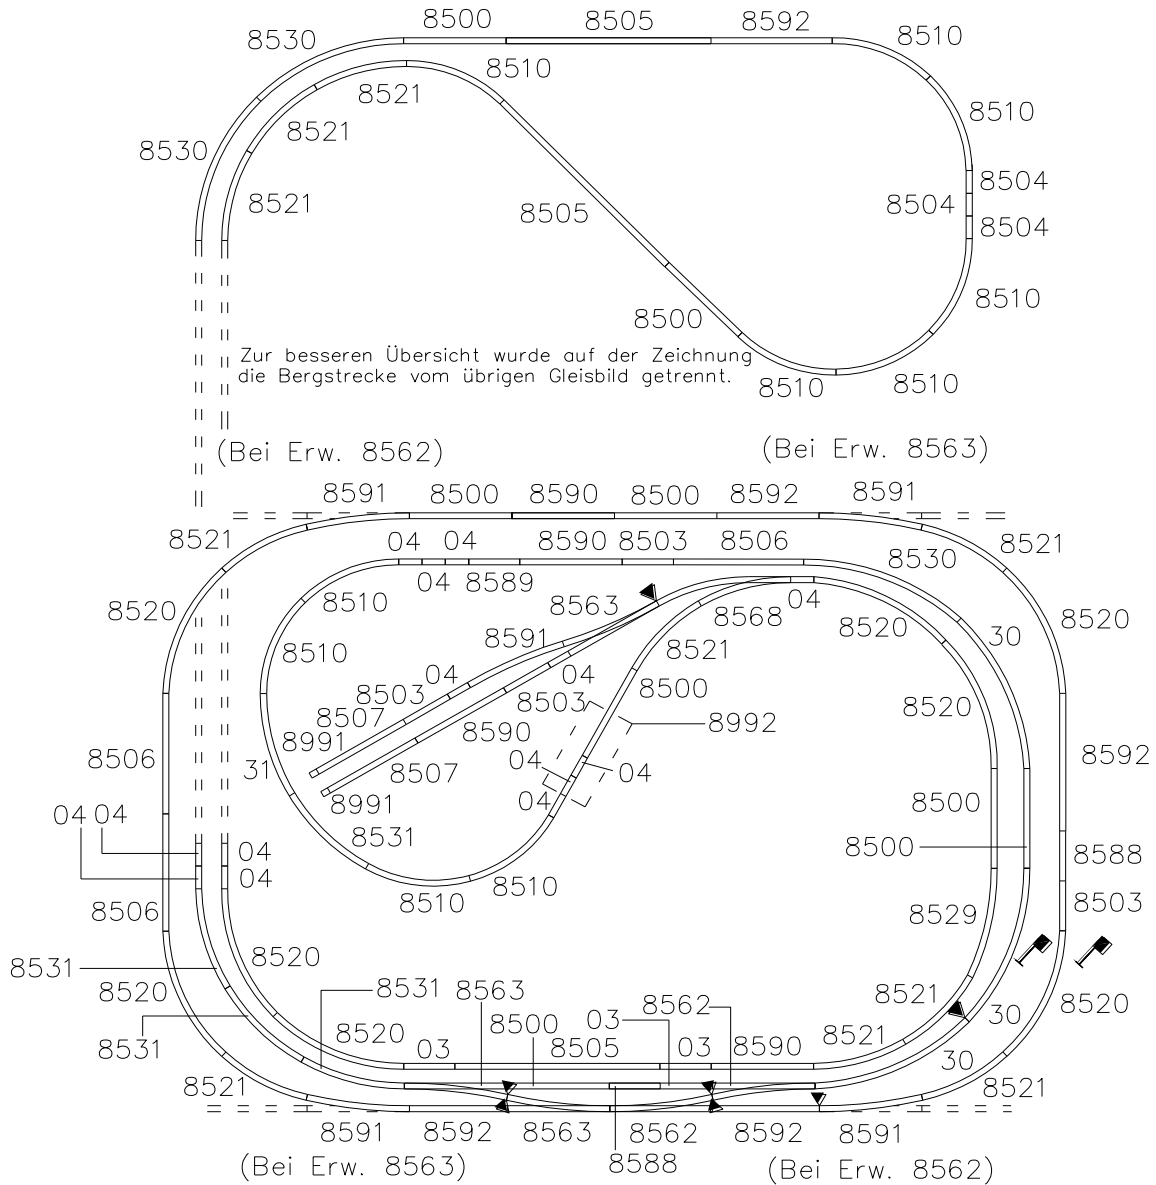 8500 8505 8592
8530 8510
8510
8521
8521 8510
8530
8504
8521 8504
8505 8504
8510
8500
Zur besseren Übersicht wurde auf der Zeichnung
die Bergstrecke vom übrigen Gleisbild getrennt.
8510 8510
(Bei Erw. 8562) (Bei Erw. 8563)
8591 8500 8590 8500 8592 8591
8521 04 04 8590 8503 8506 8530 8521
04 8589
8520 8510 8563 8568 04 8520 30 8520
8591
8510 8521
04 04
8503 8503 8500
8507 8520
8590 8992
8991
8506 31 8507 04 04 8592
8991 04 8500
04 04
8531
04 8500 8588
04
8510 8510 8503
8506 8529
8520
8531
8520 8531 8563 8562 8521 30 8520
03
8520 8500 8521
8531 03 8505 03 8590
30
8521 8521
8591 8592 8563 8562 8592 8591
8588
(Bei Erw. 8563) (Bei Erw. 8562)